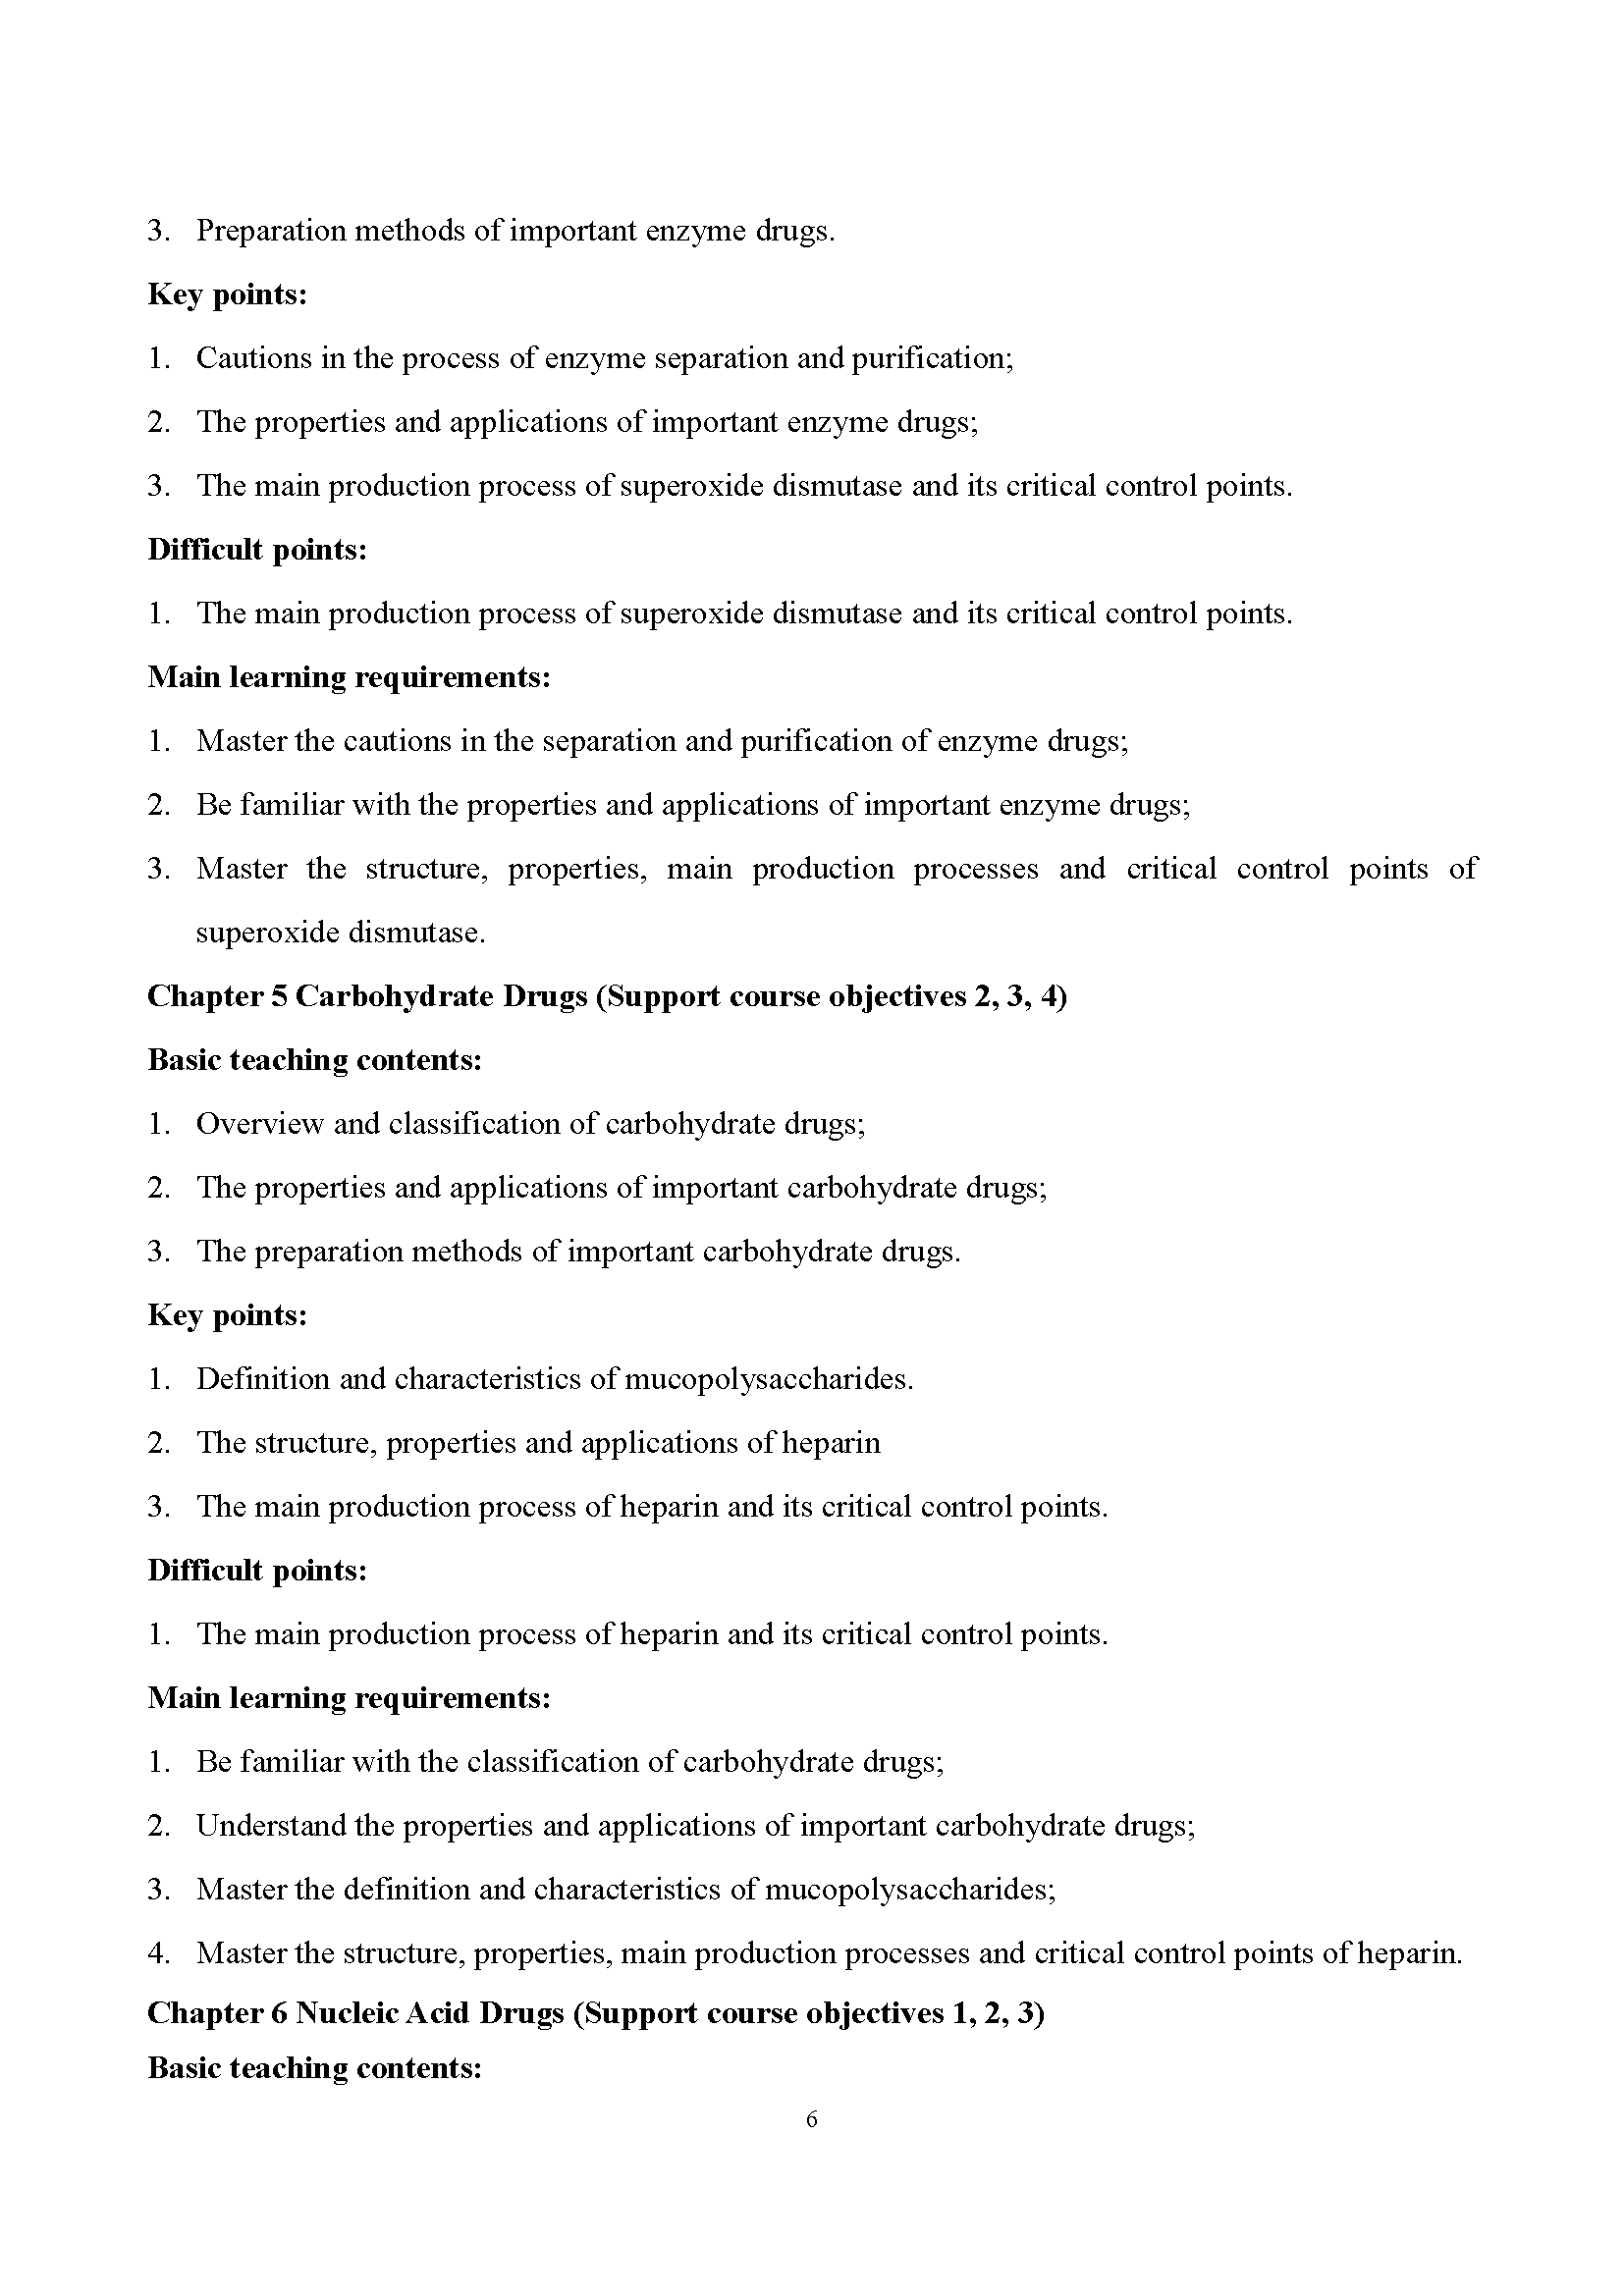 3. Preparation methods of important enzyme drugs.
Key points:
1. Cautions in the process of enzyme separation and purification;
2. The properties and applications of important enzyme drugs;
3. The main production process of superoxide dismutase and its critical control points.
Difficult points:
1. The main production process of superoxide dismutase and its critical control points.
Main learning requirements:
1. Master the cautions in the separation and purification of enzyme drugs;
2. Be familiar with the properties and applications of important enzyme drugs;
3. Master the structure, properties, main production processes and critical control points of
superoxide dismutase.
Chapter 5 Carbohydrate Drugs (Support course objectives 2, 3, 4)
Basic teaching contents:
1. Overview and classification of carbohydrate drugs;
2. The properties and applications of important carbohydrate drugs;
3. The preparation methods of important carbohydrate drugs.
Key points:
1. Definition and characteristics of mucopolysaccharides.
2. The structure, properties and applications of heparin
3. The main production process of heparin and its critical control points.
Difficult points:
1. The main production process of heparin and its critical control points.
Main learning requirements:
1. Be familiar with the classification of carbohydrate drugs;
2. Understand the properties and applications of important carbohydrate drugs;
3. Master the definition and characteristics of mucopolysaccharides;
4. Master the structure, properties, main production processes and critical control points of heparin.
Chapter 6 Nucleic Acid Drugs (Support course objectives 1, 2, 3)
Basic teaching contents:
6